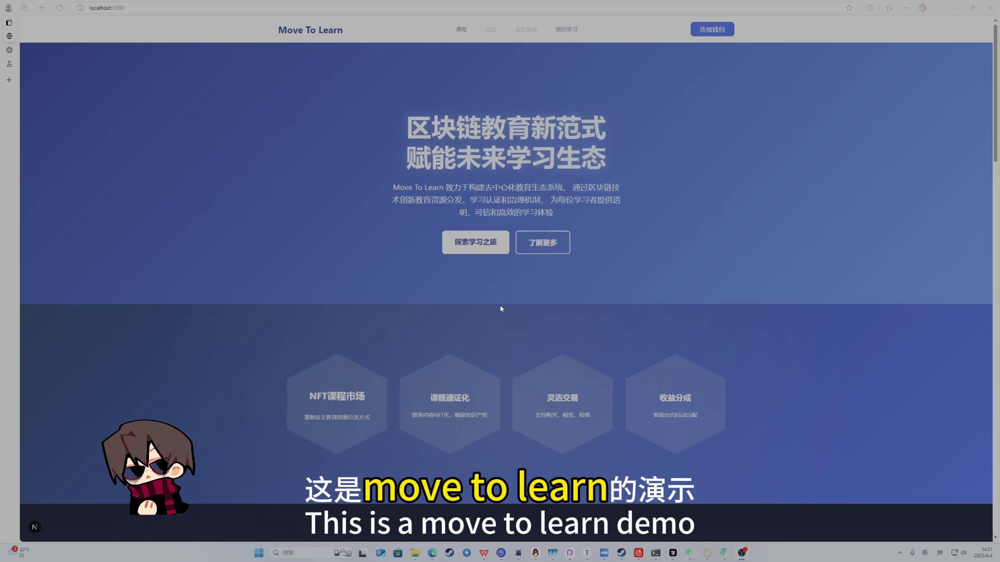 localhost:3000
Move To Learn
课程
社区
生态系统
我的学习
连接钱包
区块链教育新范式
赋能未来学习生态
Move To Learn 致力于构建去中心化教育生态系统， 通过区块链技
术创新教育资源分发、学习认证和治理机制， 为每位学习者提供透
明、可信和高效的学习体验
探索学习之旅
了解更多
NFT课程市场
重新定义教育资源分发方式
课程通证化
教育内容NFT化，确保知识产权
灵活交易
支持购买、租赁、转售
收益分成
智能合约自动分配
这是move to learn的演示
This is a move to learn demo
N
3
22°C
阴
搜索
英
拼
14:01
2025/4/4